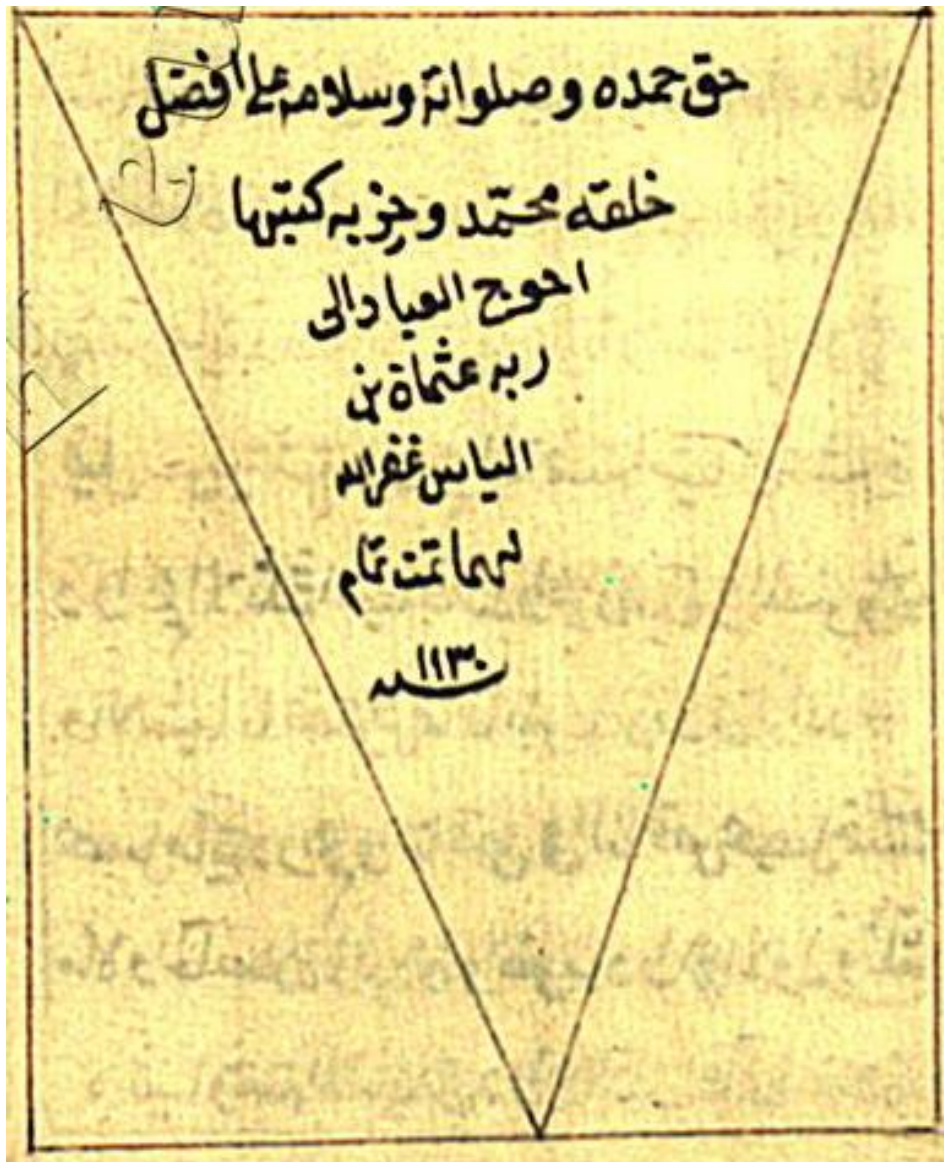 حق حمده وصلواته وسلامه على افضل
خلقه محمّد وحزبه كتبها
احوج العباد الى
ربه عثمان بن
الياس غفر الله
لهما تمت تمام
سنه ١١٣٠